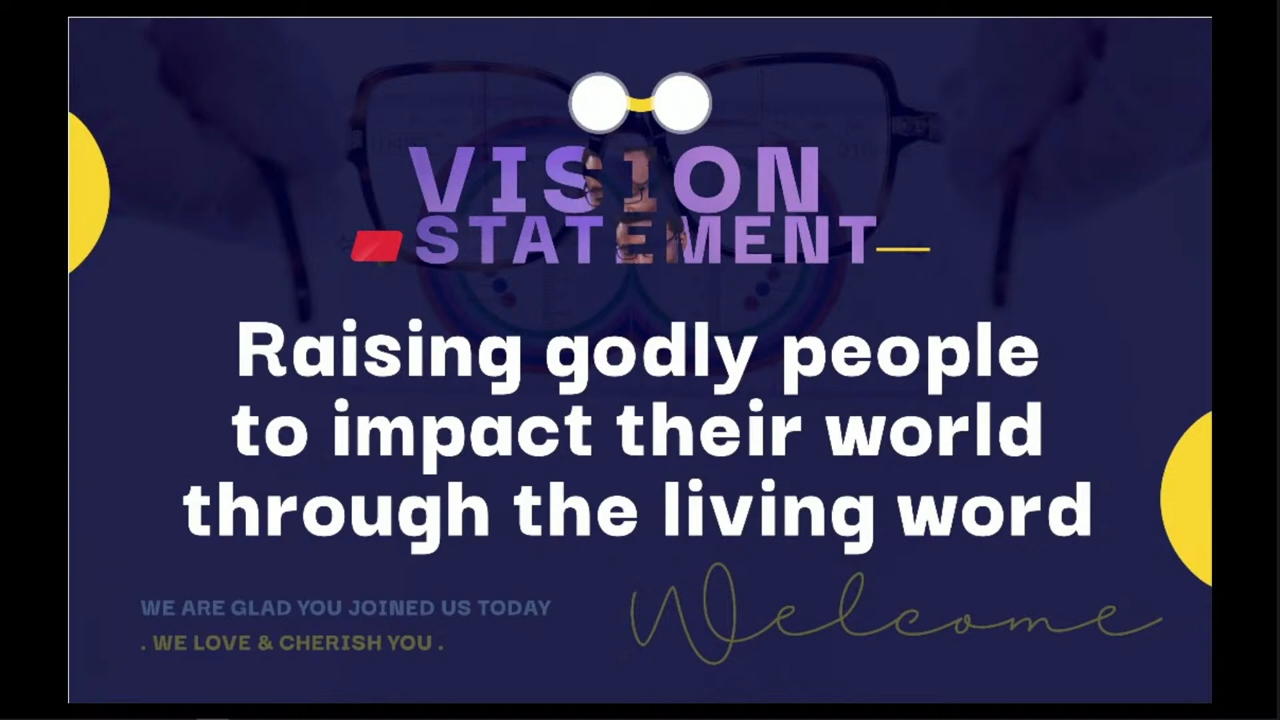 VISION
STATEMENT
Raising godly people
to impact their world
through the living word
WE ARE GLAD YOU JOINED US TODAY
. WE LOVE & CHERISH YOU .
Welcome